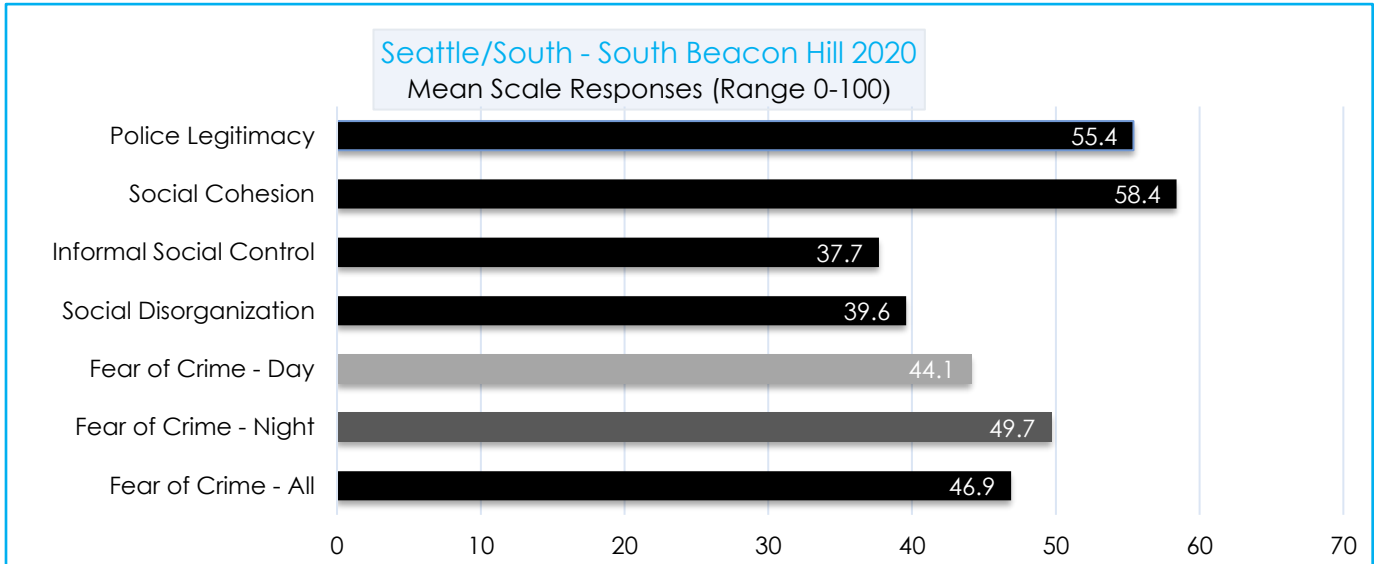 Seattle/South - South Beacon Hill 2020
Mean Scale Responses (Range 0-100)
Police Legitimacy 55.4
Social Cohesion 58.4
Informal Social Control 37.7
Social Disorganization 39.6
Fear of Crime - Day 44.1
Fear of Crime - Night 49.7
Fear of Crime - All 46.9
0 10 20 30 40 50 60 70